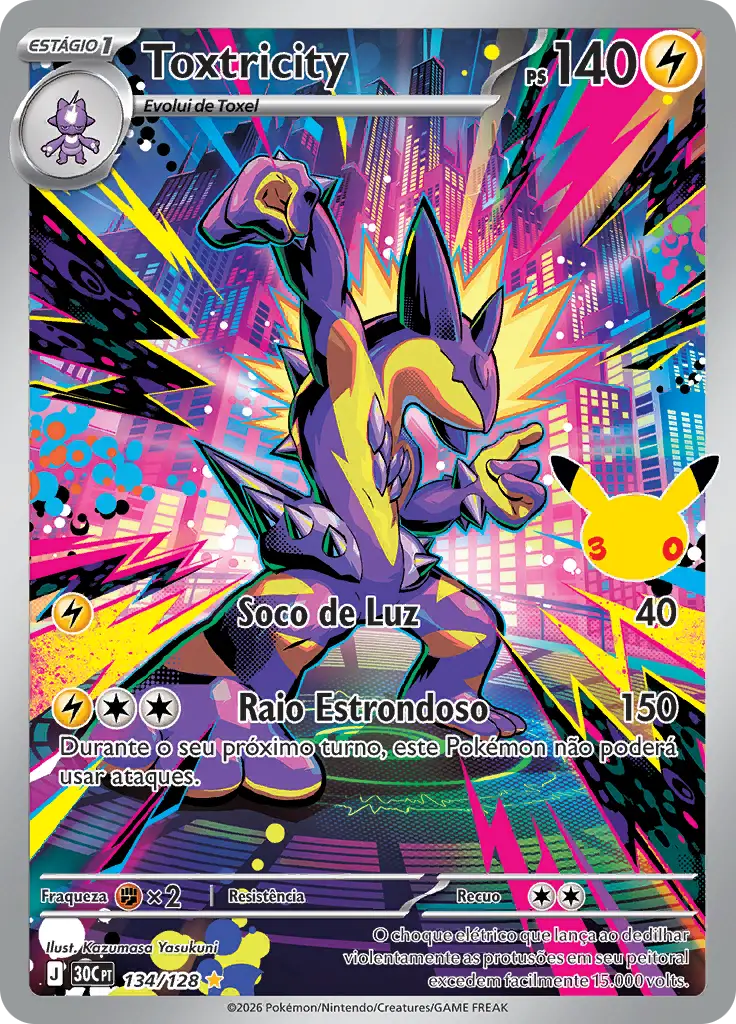 ESTÁGIO 1
Toxtricity
PS 140
Evolui de Toxel
30
Soco de Luz 40
Raio Estrondoso 150
Durante o seu próximo turno, este Pokémon não poderá
usar ataques.
Fraqueza ×2 Resistência Recuo
Ilust. Kazumasa Yasukuni
O choque elétrico que lança ao dedilhar
violentamente as protusões em seu peitoral
excedem facilmente 15.000 volts.
J 30C PT 134/128
©2026 Pokémon/Nintendo/Creatures/GAME FREAK